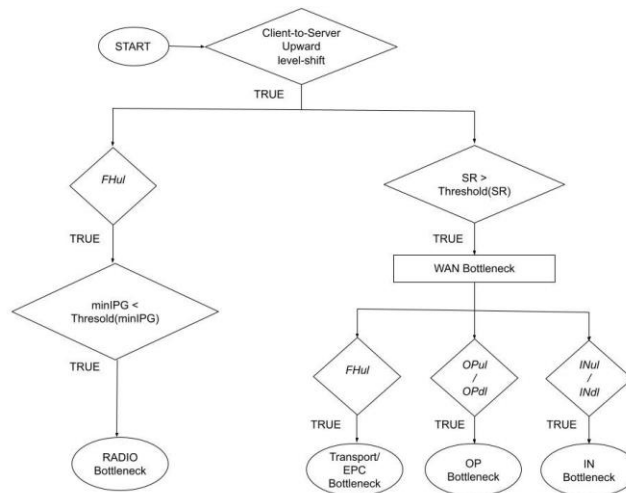 START
Client-to-Server
Upward
level-shift
TRUE
FHul
SR >
Threshold(SR)
TRUE
TRUE
WAN Bottleneck
minIPG <
Thresold(minIPG)
TRUE
FHul
OPul
/
OPdl
INul
/
INdl
TRUE
TRUE
TRUE
RADIO
Bottleneck
Transport/
EPC
Bottleneck
OP
Bottleneck
IN
Bottleneck